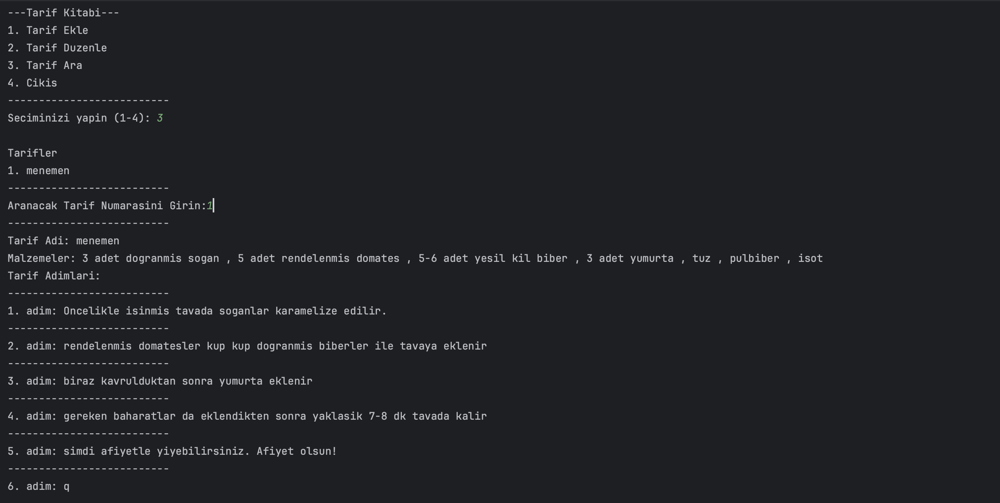 ---Tarif Kitabi---
1. Tarif Ekle
2. Tarif Duzenle
3. Tarif Ara
4. Cikis
--------------------------
Seciminizi yapin (1-4): 3
Tarifler
1. menemen
--------------------------
Aranacak Tarif Numarasini Girin:1
--------------------------
Tarif Adi: menemen
Malzemeler: 3 adet dogranmis sogan , 5 adet rendelenmis domates , 5-6 adet yesil kil biber , 3 adet yumurta , tuz , pulbiber , isot
Tarif Adimlari:
--------------------------
1. adim: Oncelikle isinmis tavada soganlar karamelize edilir.
--------------------------
2. adim: rendelenmis domatesler kup kup dogranmis biberler ile tavaya eklenir
--------------------------
3. adim: biraz kavrulduktan sonra yumurta eklenir
--------------------------
4. adim: gereken baharatlar da eklendikten sonra yaklasik 7-8 dk tavada kalir
--------------------------
5. adim: simdi afiyetle yiyebilirsiniz. Afiyet olsun!
--------------------------
6. adim: q